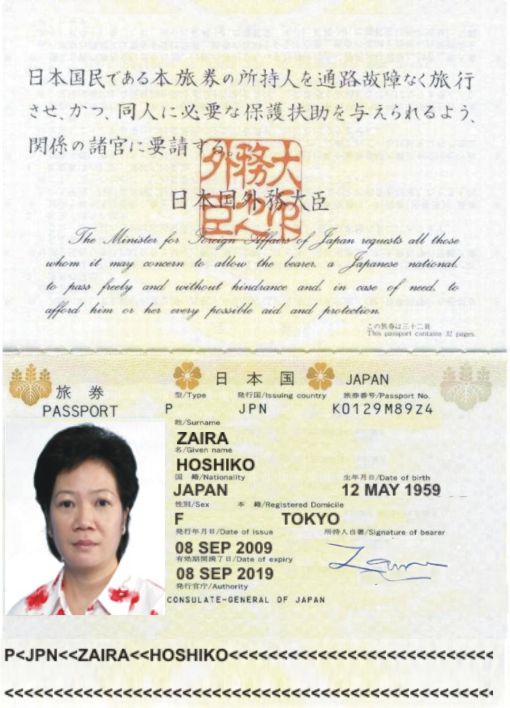 日本国民である本旅券の所持人を通路故障なく旅行
させ、かつ、同人に必要な保護扶助を与えられるよう、
関係の諸官に要請する。
日本国外務大臣
外務大臣
The Minister for Foreign Affairs of Japan requests all those
whom it may concern to allow the bearer, a Japanese national,
to pass freely and without hindrance and, in case of need, to
afford him or her every possible aid and protection.
この旅券は三十二頁
This passport contains 32 pages.
旅券 日本国 JAPAN
PASSPORT
型/Type 発行国/Issuing country 旅券番号/Passport No.
P JPN K0129M89Z4
姓/Surname
ZAIRA
名/Given name
HOSHIKO
国籍/Nationality 生年月日/Date of birth
JAPAN 12 MAY 1959
性別/Sex 本籍/Registered Domicile
F TOKYO
発行年月日/Date of issue 所持人自署/Signature of bearer
08 SEP 2009
有効期間満了日/Date of expiry
08 SEP 2019
発行官庁/Authority
CONSULATE-GENERAL OF JAPAN
P<JPN<<ZAIRA<<HOSHIKO<<<<<<<<<<<<<<<<<<<<<<<<<<<
<<<<<<<<<<<<<<<<<<<<<<<<<<<<<<<<<<<<<<<<<<<<<<<<<